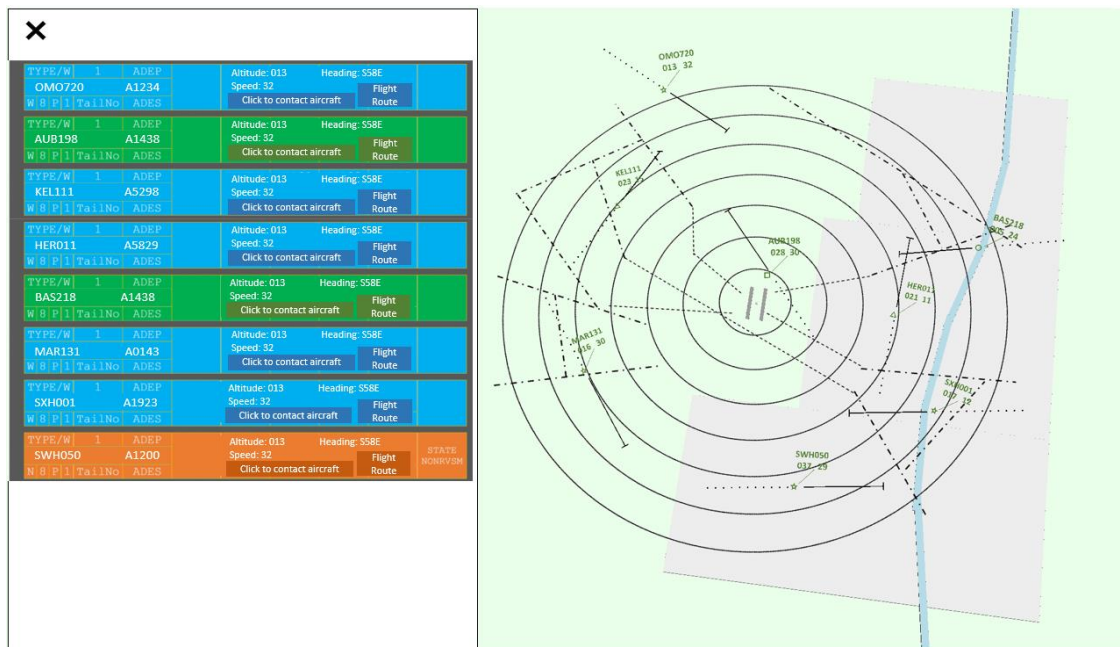 ×
TYPE/W 1 ADEP
OMO720 A1234
W 8 P 1 TailNo ADES
Altitude: 013 Heading: S58E
Speed: 32
Click to contact aircraft
Flight Route
TYPE/W 1 ADEP
AUB198 A1438
W 8 P 1 TailNo ADES
Altitude: 013 Heading: S58E
Speed: 32
Click to contact aircraft
Flight Route
TYPE/W 1 ADEP
KEL111 A5298
W 8 P 1 TailNo ADES
Altitude: 013 Heading: S58E
Speed: 32
Click to contact aircraft
Flight Route
TYPE/W 1 ADEP
HER011 A5829
W 8 P 1 TailNo ADES
Altitude: 013 Heading: S58E
Speed: 32
Click to contact aircraft
Flight Route
TYPE/W 1 ADEP
BAS218 A1438
W 8 P 1 TailNo ADES
Altitude: 013 Heading: S58E
Speed: 32
Click to contact aircraft
Flight Route
TYPE/W 1 ADEP
MAR131 A0143
W 8 P 1 TailNo ADES
Altitude: 013 Heading: S58E
Speed: 32
Click to contact aircraft
Flight Route
TYPE/W 1 ADEP
SXH001 A1923
W 8 P 1 TailNo ADES
Altitude: 013 Heading: S58E
Speed: 32
Click to contact aircraft
Flight Route
TYPE/W 1 ADEP
SWH050 A1200
N 8 P 1 TailNo ADES
Altitude: 013 Heading: S58E
Speed: 32
Click to contact aircraft
Flight Route
STATE
NONRVSM
OMO720
013 32
KEL111
023
AUB198
028 30
BAS218
005 24
HER011
021 11
MAR131
016 30
SXH001
017 12
SWH050
037 29